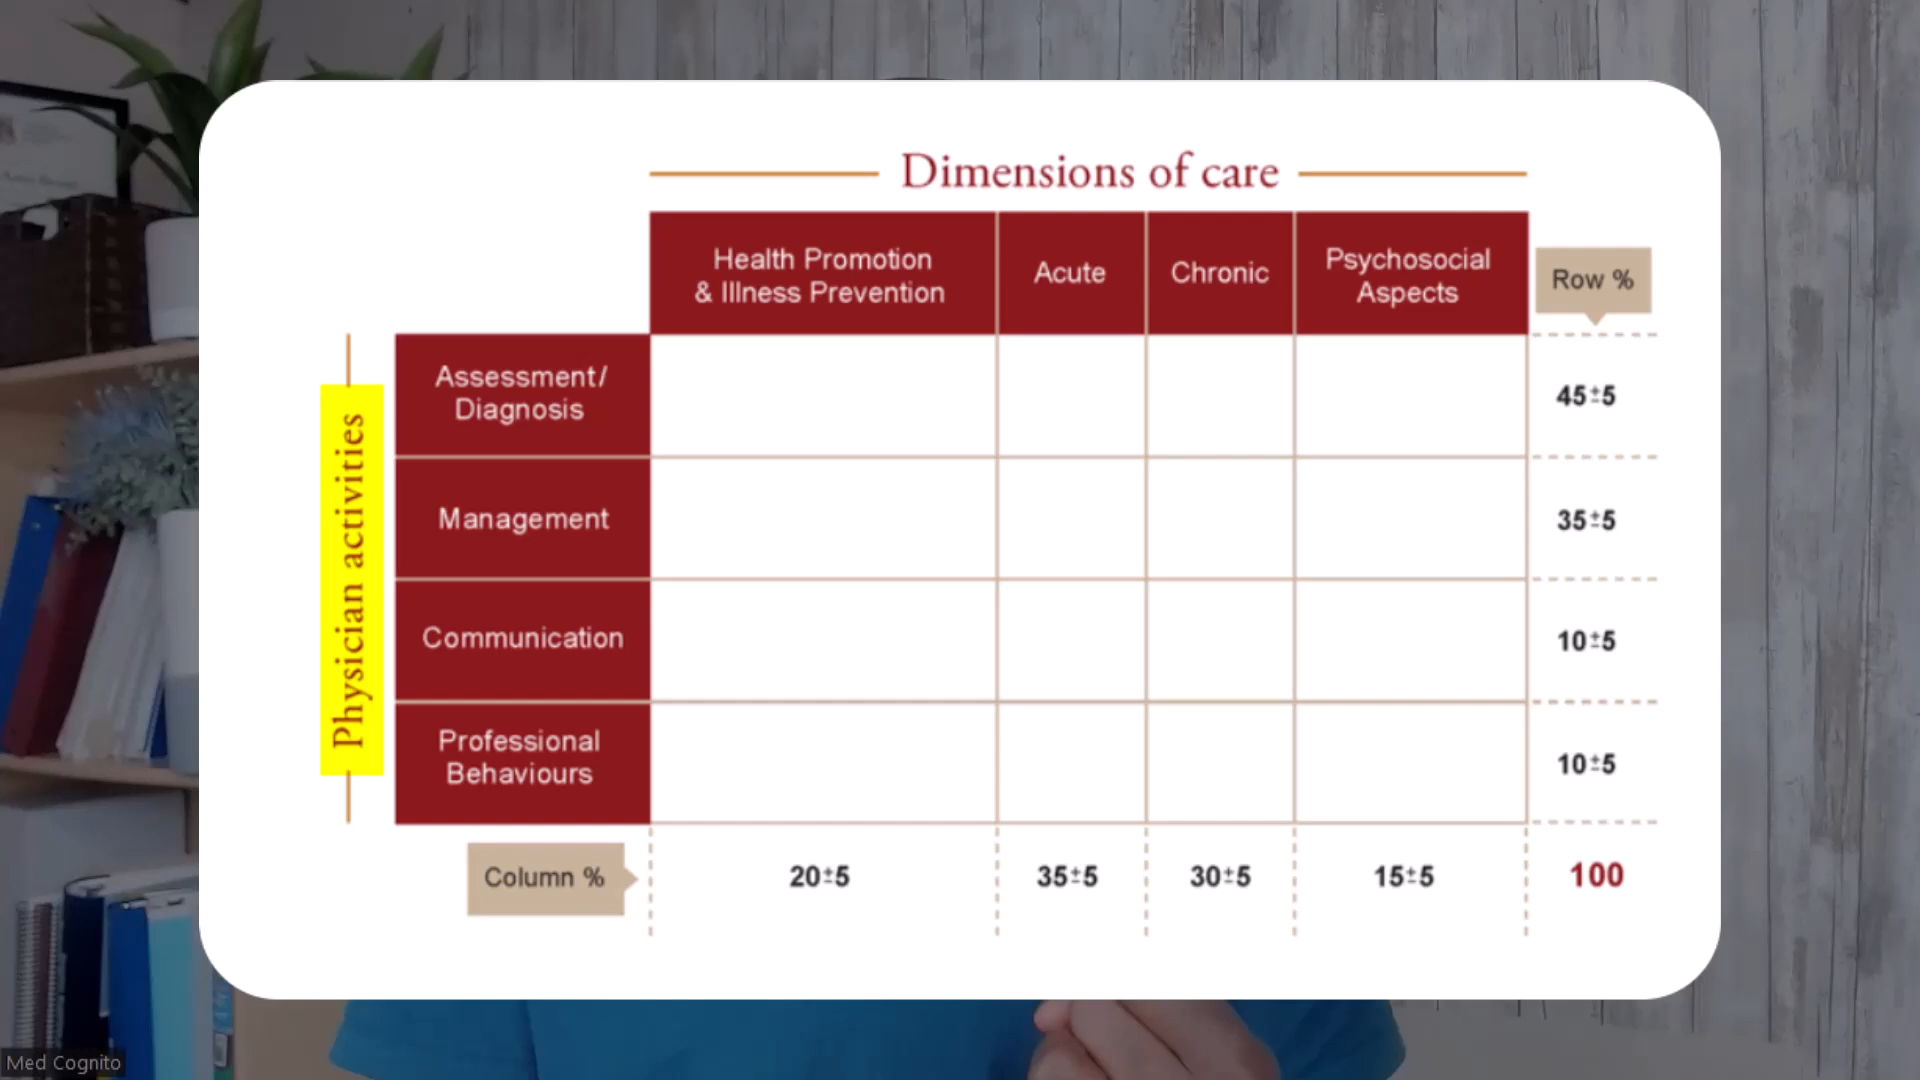 Dimensions of care
Health Promotion
& Illness Prevention
Acute
Chronic
Psychosocial
Aspects
Row %
Physician activities
Assessment/
Diagnosis
45±5
Management
35±5
Communication
10±5
Professional
Behaviours
10±5
Column %
20±5
35±5
30±5
15±5
100
Med Cognito